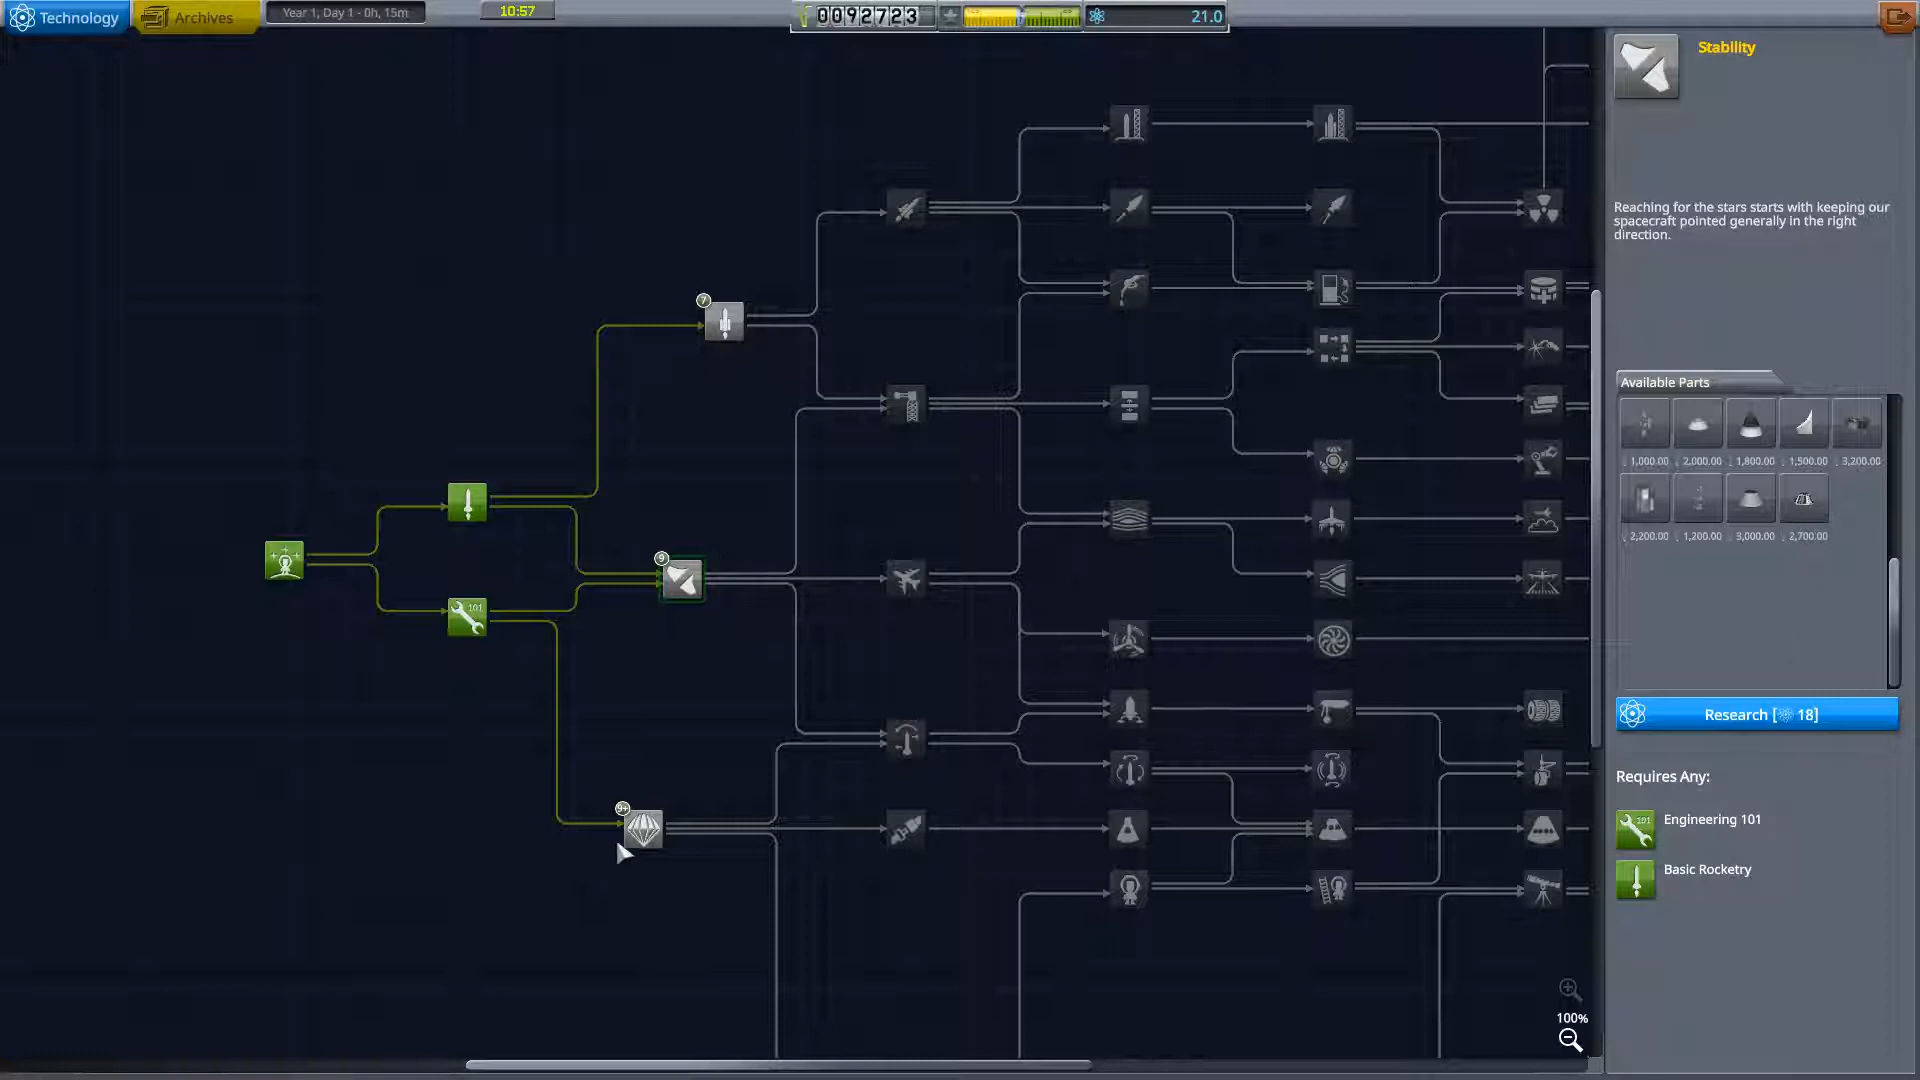 Technology
Archives
Year 1, Day 1 - 0h, 15m
10:57
0092723
21.0
Stability
Reaching for the stars starts with keeping our
spacecraft pointed generally in the right
direction.
7
Available Parts
1,000.00 2,000.00 1,800.00 1,500.00 3,200.00
2,200.00 1,200.00 3,000.00 2,700.00
9
101
Research [18]
Requires Any:
9+
101
Engineering 101
Basic Rocketry
100%